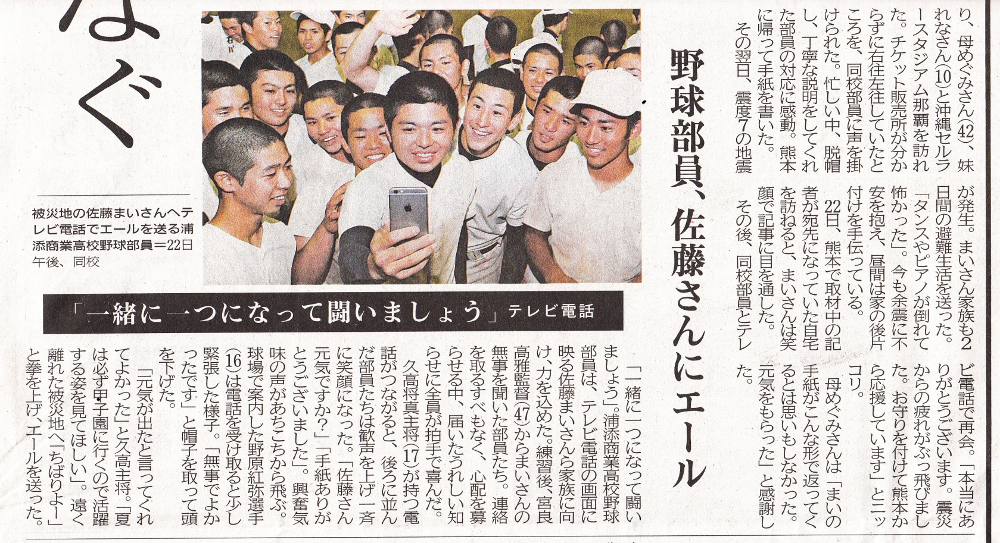 なぐ
り、母めぐみさん(42)、妹
れなさん(10)と沖縄セルラ
ースタジアム那覇を訪れ
た。チケット販売所が分か
らずに右往左往していたと
ころを、同校部員に声を掛
けられた。忙しい中、脱帽
し、丁寧な説明をしてくれ
た部員の対応に感動。熊本
に帰って手紙を書いた。
その翌日、震度7の地震
が発生。まいさん家族も2
日間の避難生活を送った。
「タンスやピアノが倒れて
怖かった」。今も余震に不
安を抱え、昼間は家の後片
付けを手伝っている。
22日、熊本で取材中の記
者が宛先になっていた自宅
を訪ねると、まいさんは笑
顔で記事に目を通した。
その後、同校部員とテレ
ビ電話で再会。「本当にあ
りがとうございます。震災
からの疲れがぶっ飛びまし
た。お守りを付けて熊本か
ら応援しています」とニッ
コリ。
母めぐみさんは「まいの
手紙がこんな形で返ってく
るとは思いもしなかった。
元気をもらった」と感謝し
た。
野球部員、佐藤さんにエール
石川
被災地の佐藤まいさんへテ
レビ電話でエールを送る浦
添商業高校野球部員＝22日
午後、同校
「一緒に一つになって闘いましょう」テレビ電話
「一緒に一つになって闘い
ましょう」。浦添商業高校野球
部員は、テレビ電話の画面に
映る佐藤まいさんら家族に向
け、力を込めた。練習後、宮良
高雅監督(47)からまいさんの
無事を聞いた部員たち。連絡
を取るすべもなく、心配を募
らせる中、届いたうれしい知
らせに全員が拍手で喜んだ。
久高将真主将(17)が持つ電
話がつながると、後ろに並ん
だ部員たちは歓声を上げ一斉
に笑顔になった。「佐藤さん
元気ですか？」「手紙ありが
とうございました」。興奮気
味の声があちこちから飛ぶ。
球場で案内した野原紅弥選手
(16)は電話を受け取ると少し
緊張した様子。「無事でよか
ったです」と帽子を取って頭
を下げた。
「元気が出たと言ってくれ
てよかった」と久高主将。「夏
は必ず甲子園に行くので活躍
する姿を見てほしい」。遠く
離れた被災地へ「ちばりよー」
と拳を上げ、エールを送った。